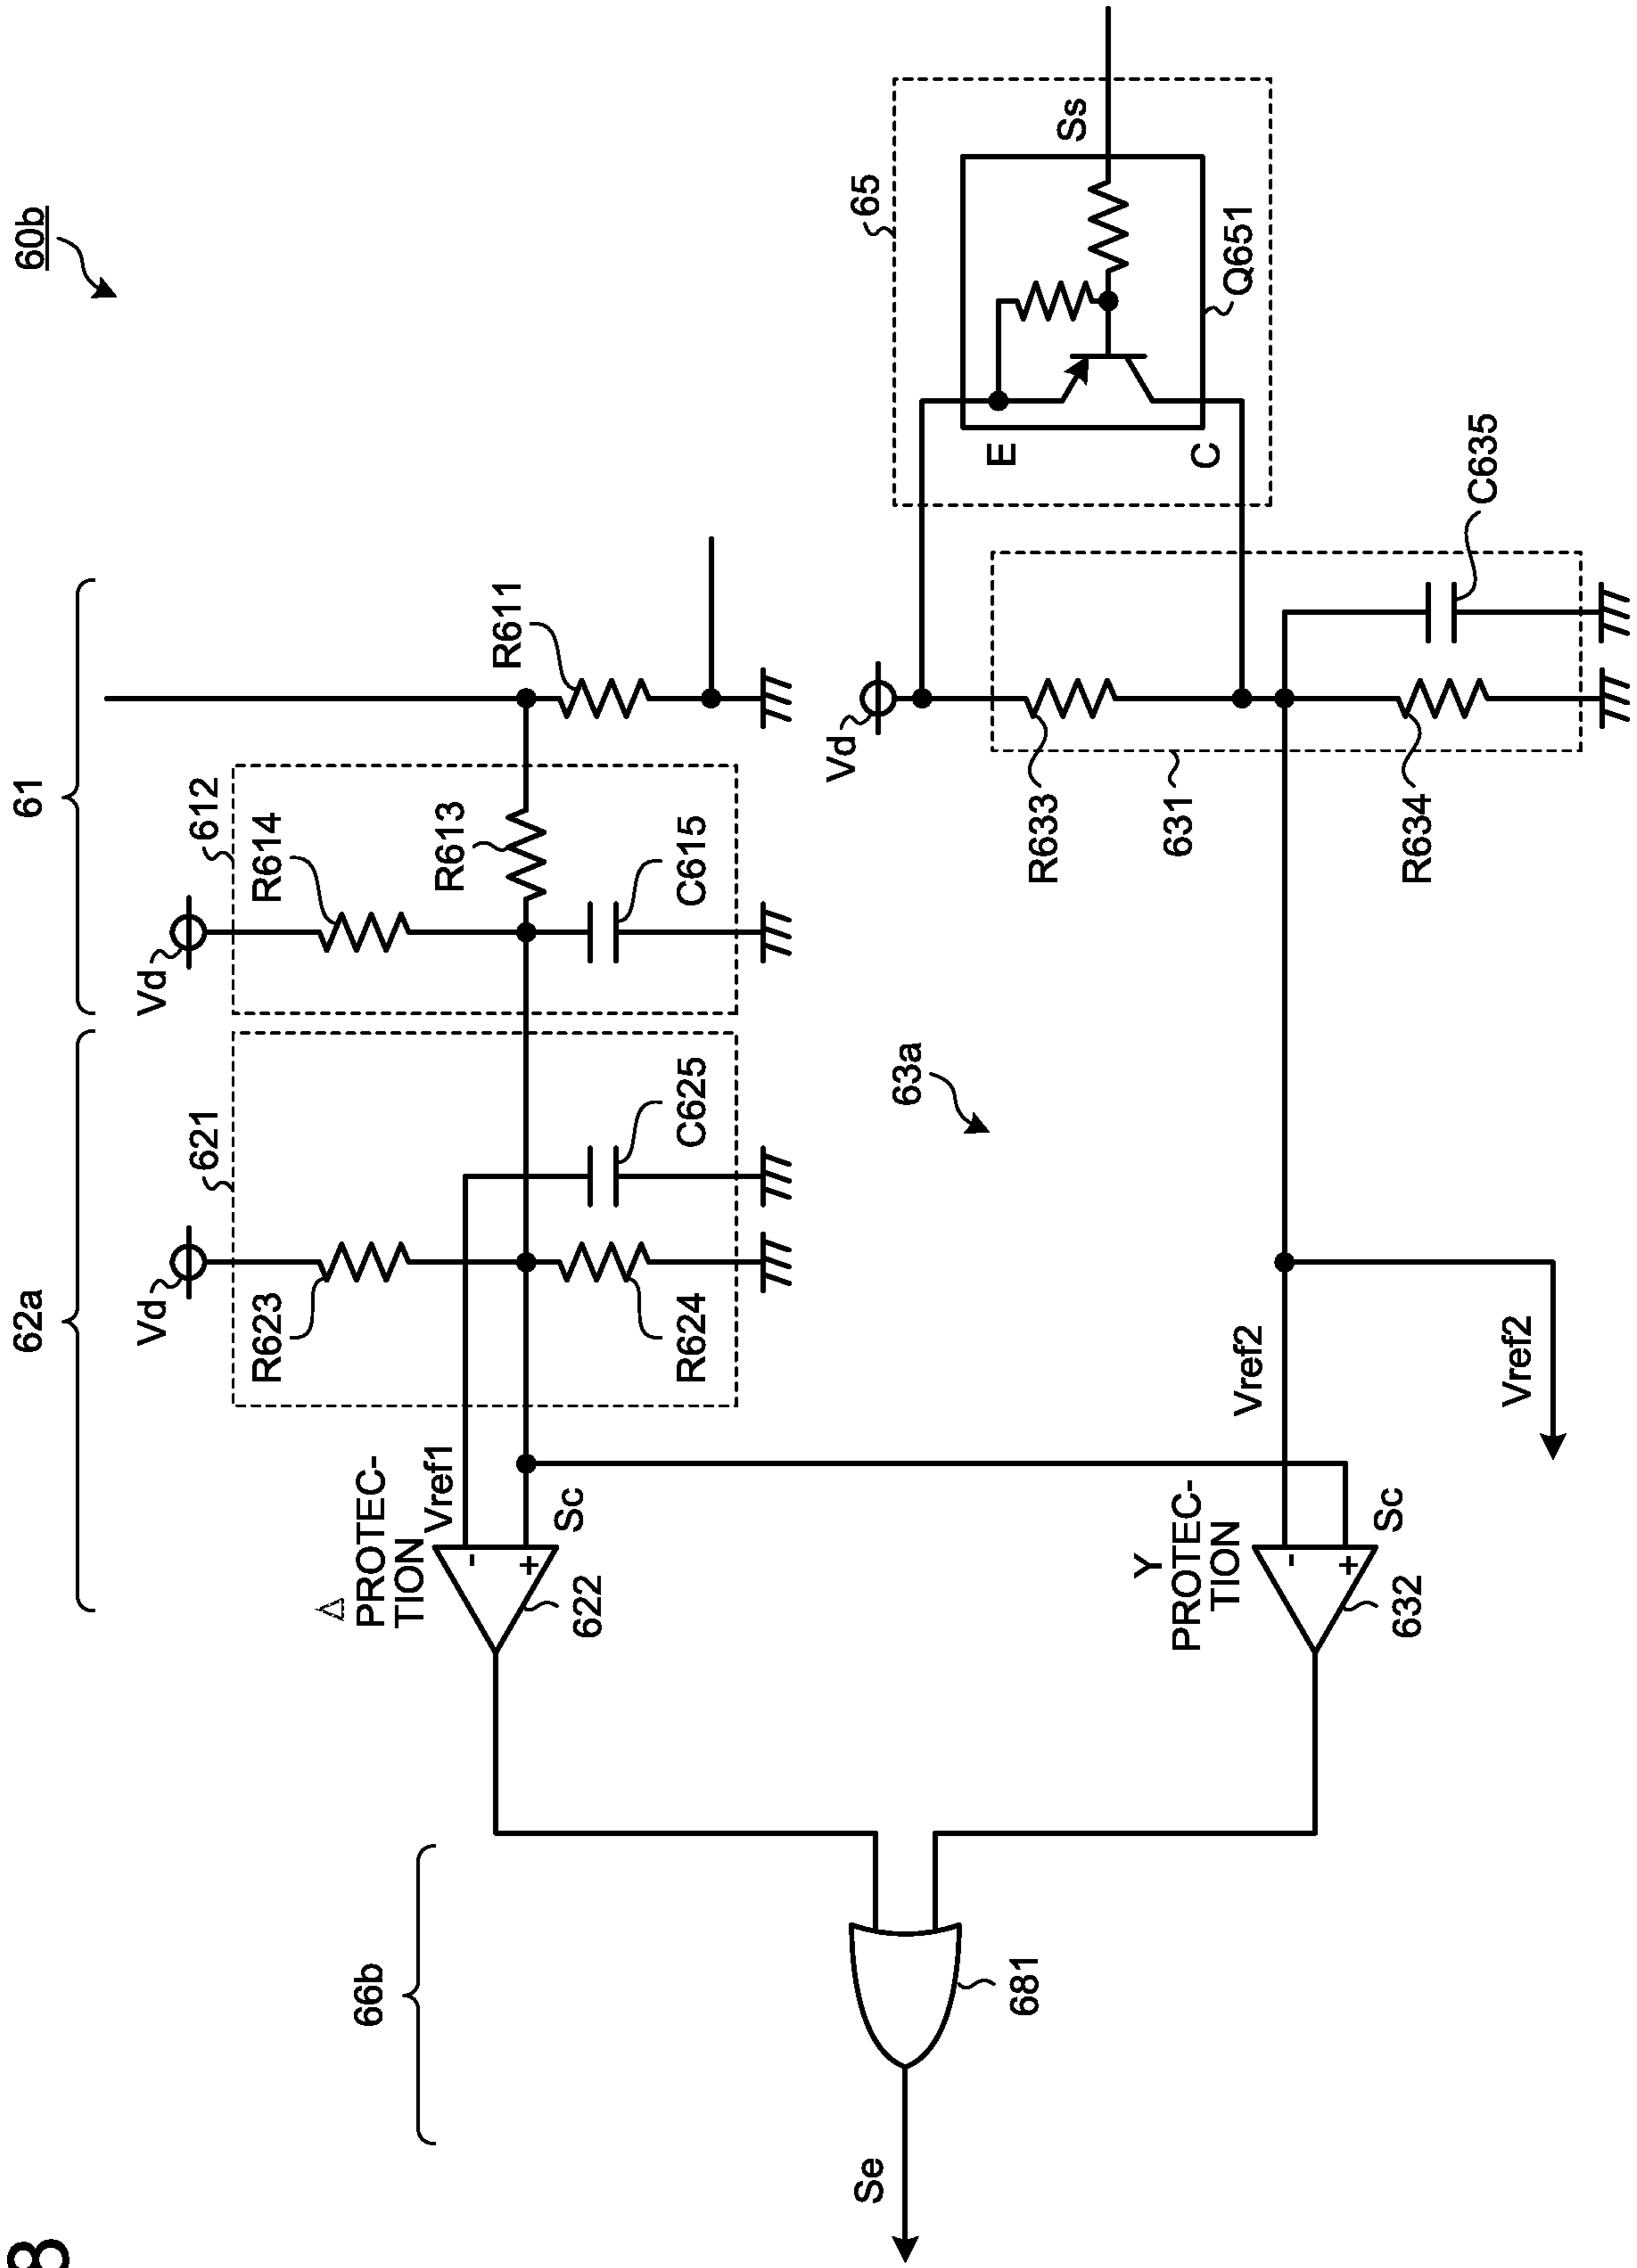 60b
61
62a
612
621
Vd
Vd
R614
R623
R613
R611
C615
C625
R624
Δ
PROTEC-
TION
Vref1
Sc
622
65
Ss
E
C
Q651
63a
Vd
R633
631
R634
C635
Vref2
Vref2
Y
PROTEC-
TION
Sc
632
66b
681
Se
8